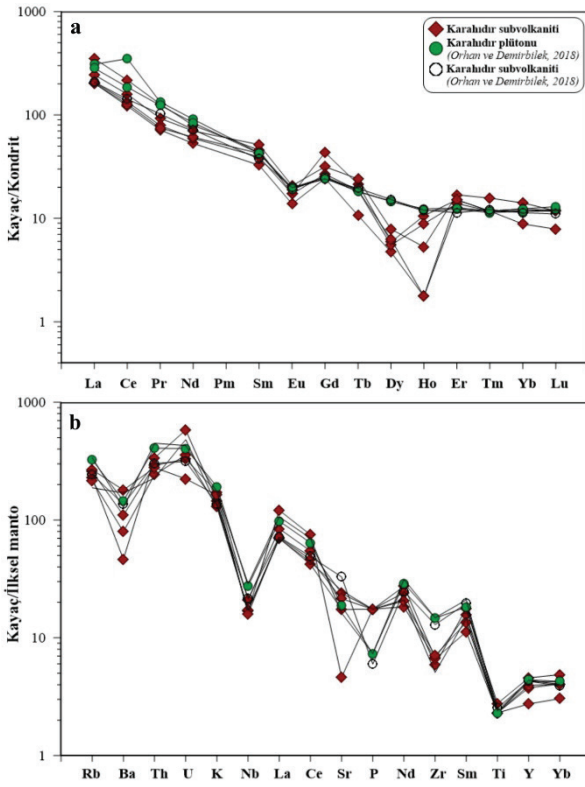 a
Karahıdır subvolkaniti
Karahıdır plütonu
(Orhan ve Demirbilek, 2018)
Karahıdır subvolkaniti
(Orhan ve Demirbilek, 2018)
Kayaç/Kondrit
1000
100
10
1
La Ce Pr Nd Pm Sm Eu Gd Tb Dy Ho Er Tm Yb Lu
b
Kayaç/İlksel manto
1000
100
10
1
Rb Ba Th U K Nb La Ce Sr P Nd Zr Sm Ti Y Yb